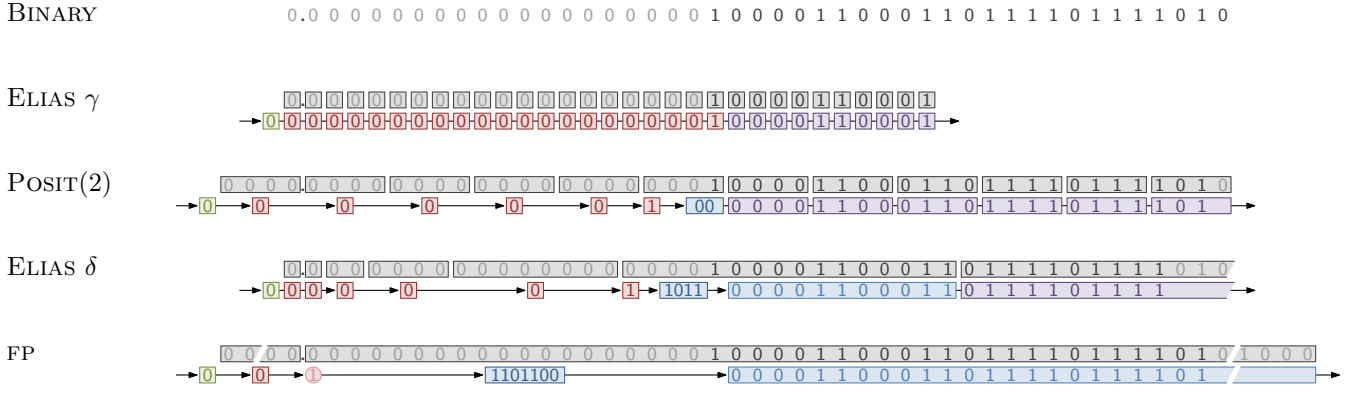 BINARY 0.0 0 0 0 0 0 0 0 0 0 0 0 0 0 0 0 0 0 0 1 0 0 0 0 1 1 0 0 0 1 1 0 1 1 1 1 0 1 1 1 1 0 1 0
ELIAS γ 0.0 0 0 0 0 0 0 0 0 0 0 0 0 0 0 0 0 0 0 1 0 0 0 0 1 1 0 0 0 1
0 0 0 0 0 0 0 0 0 0 0 0 0 0 0 0 0 0 0 0 0 1 0 0 0 0 1 1 0 0 0 1
POSIT(2) 0 0 0 0.0 0 0 0 0 0 0 0 0 0 0 0 0 0 0 0 0 0 0 1 0 0 0 0 1 1 0 0 0 1 1 0 1 1 1 1 0 1 1 1 1 0 1 0
0 0 0 0 0 0 1 00 0 0 0 0 1 1 0 0 0 1 1 0 1 1 1 1 0 1 1 1 1 0 1
ELIAS δ 0.0 0 0 0 0 0 0 0 0 0 0 0 0 0 0 0 0 0 0 1 0 0 0 0 1 1 0 0 0 1 1 0 1 1 1 1 0 1 1 1 1 0 1 0
0 0 0 0 0 0 1 1011 0 0 0 0 1 1 0 0 0 1 1 0 1 1 1 1 0 1 1 1 1
FP 0 0 0 0.0 0 0 0 0 0 0 0 0 0 0 0 0 0 0 0 0 0 0 1 0 0 0 0 1 1 0 0 0 1 1 0 1 1 1 1 0 1 1 1 1 0 1 0 1 0 0 0
0 0 1 1101100 0 0 0 0 1 1 0 0 0 1 1 0 1 1 1 1 0 1 1 1 1 0 1